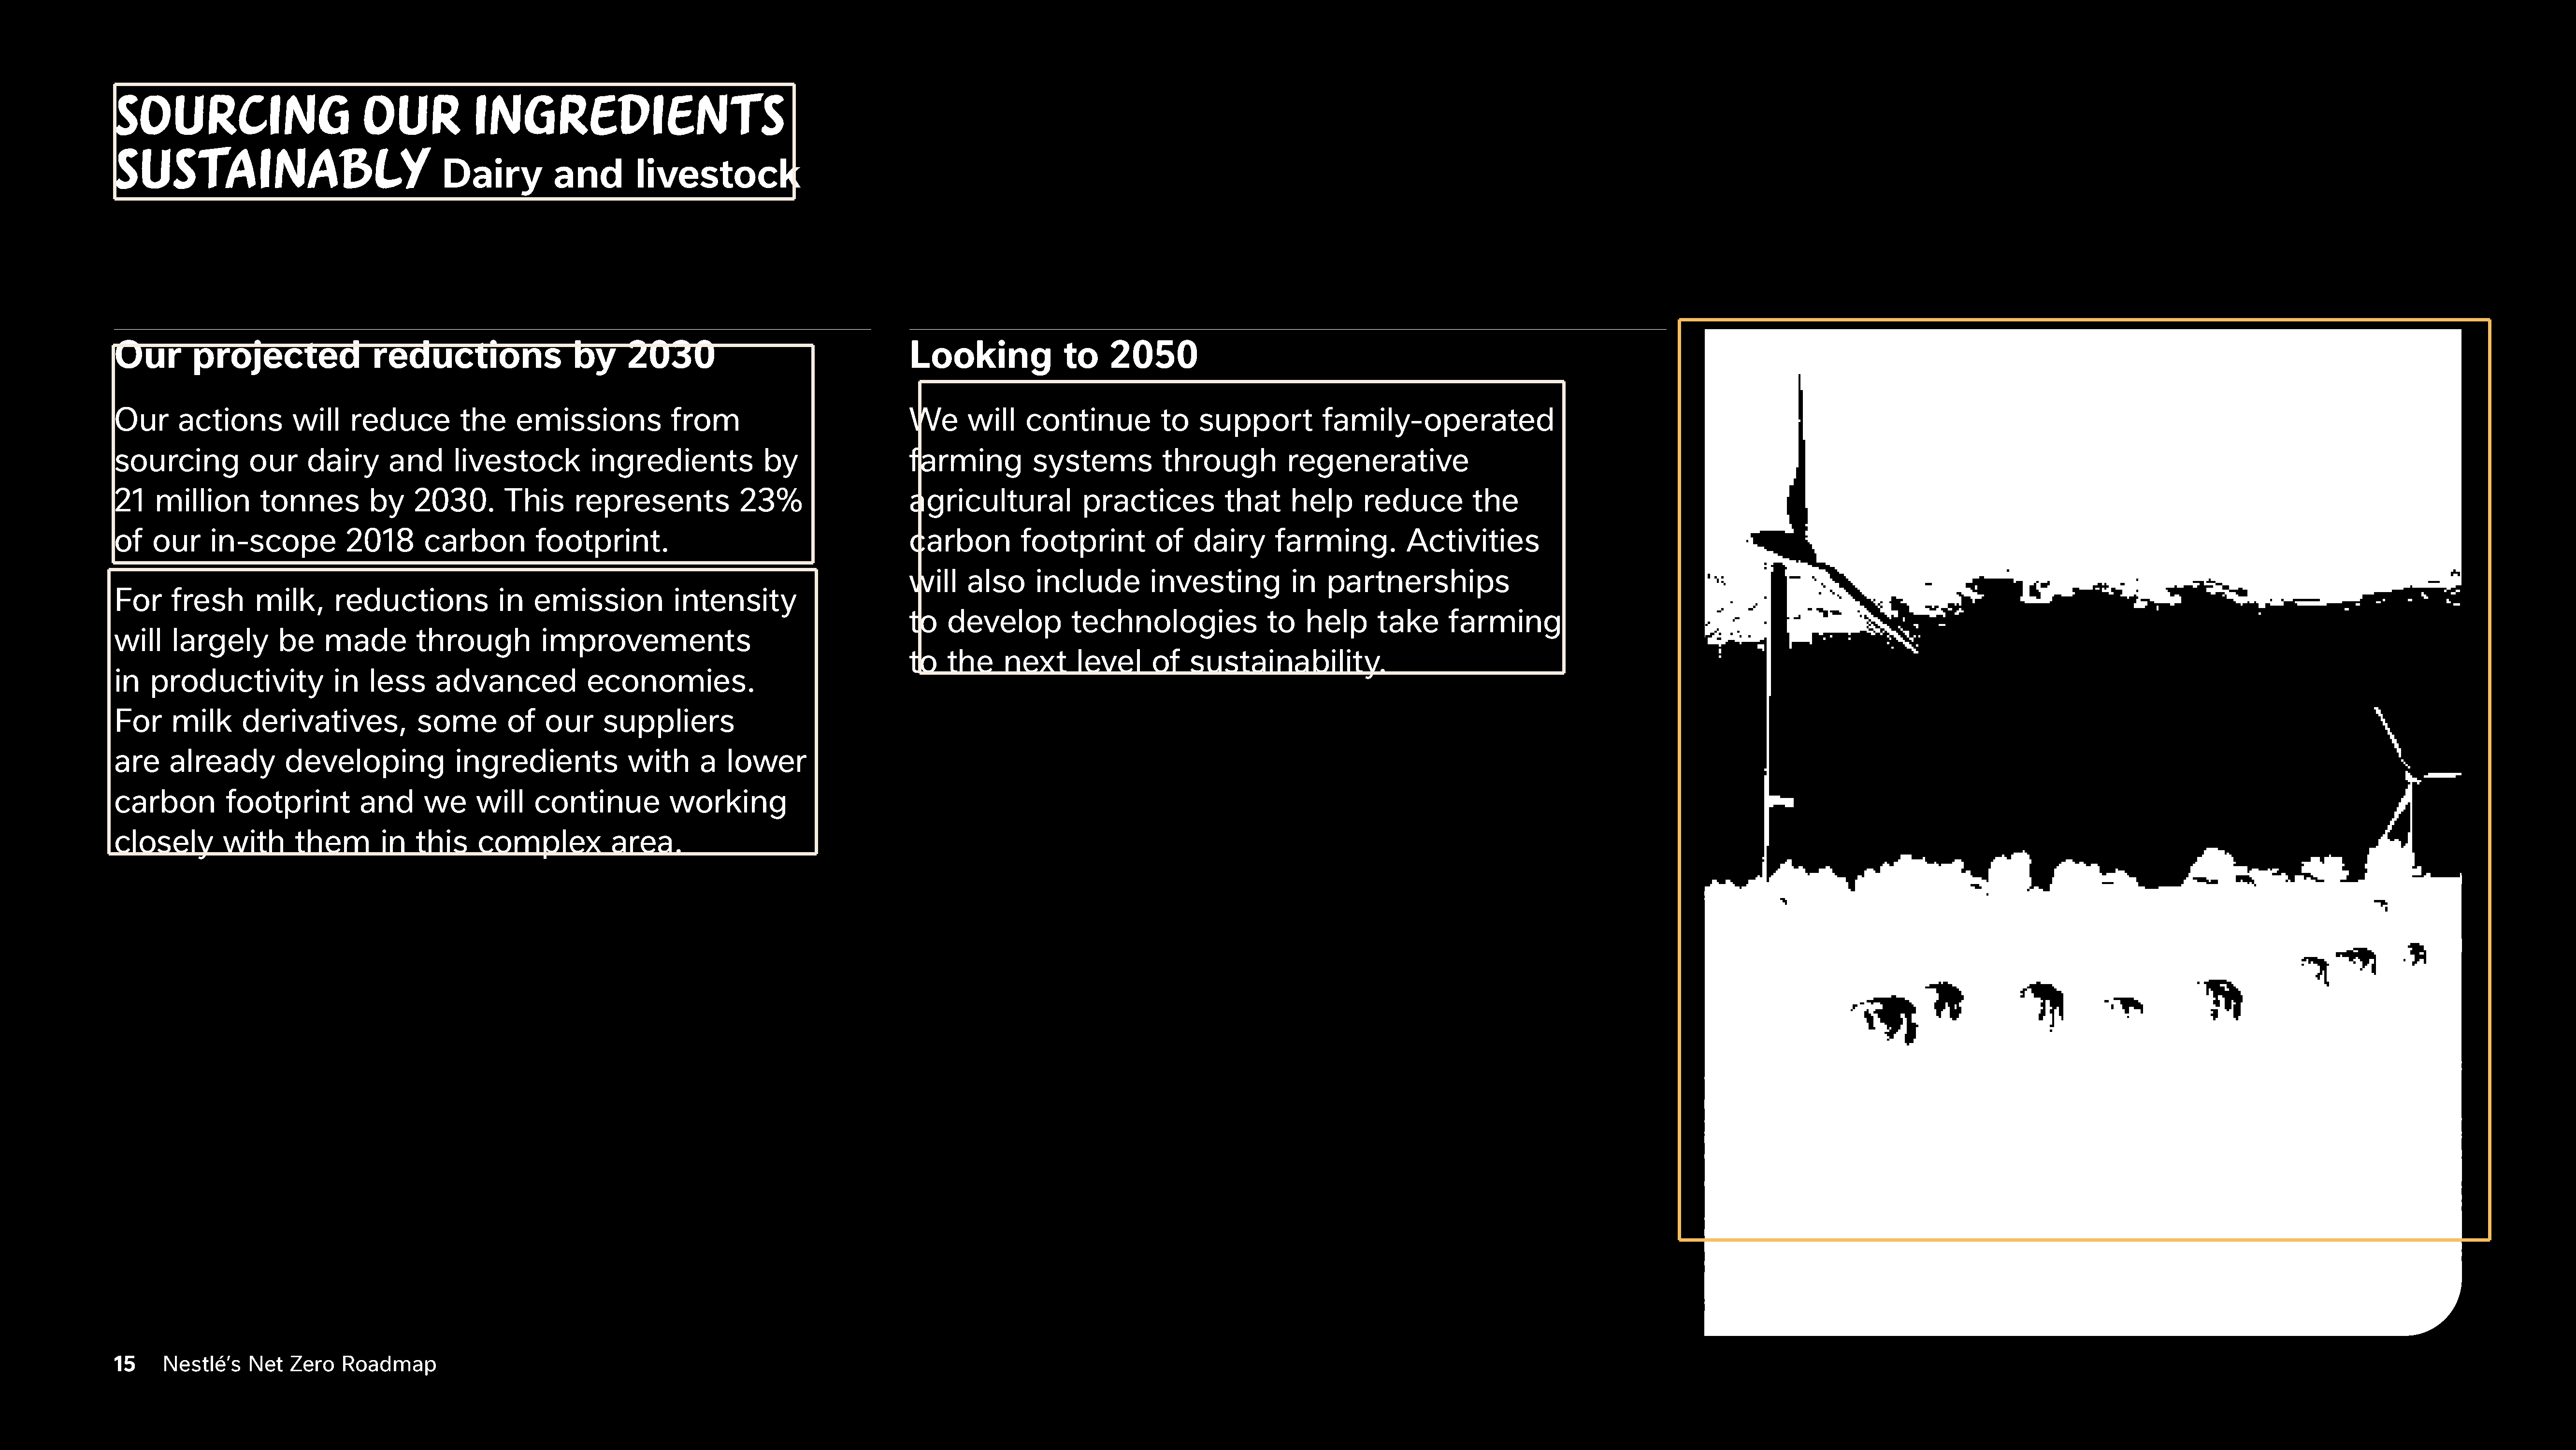 SOURCING OUR INGREDIENTS
SUSTAINABLY Dairy and livestock
Our projected reductions by 2030
Our actions will reduce the emissions from
sourcing our dairy and livestock ingredients by
21 million tonnes by 2030. This represents 23%
of our in-scope 2018 carbon footprint.
For fresh milk, reductions in emission intensity
will largely be made through improvements
in productivity in less advanced economies.
For milk derivatives, some of our suppliers
are already developing ingredients with a lower
carbon footprint and we will continue working
closely with them in this complex area.
Looking to 2050
We will continue to support family-operated
farming systems through regenerative
agricultural practices that help reduce the
carbon footprint of dairy farming. Activities
will also include investing in partnerships
to develop technologies to help take farming
to the next level of sustainability.
15 Nestlé's Net Zero Roadmap